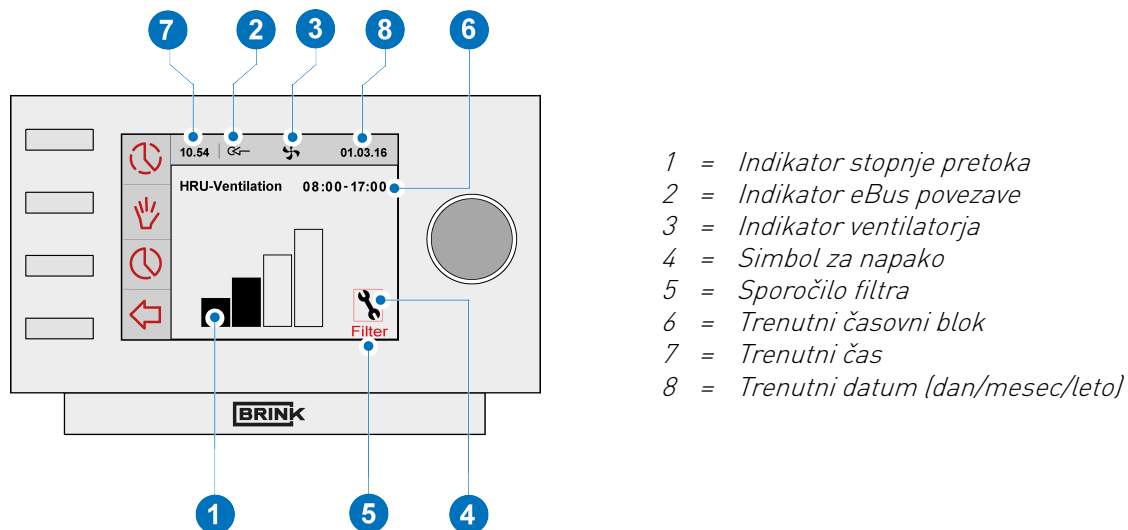 7 2 3 8 6
10.54 01.03.16
HRU-Ventilation 08:00-17:00
Filter
BRINK
1 5 4
1 = Indikator stopnje pretoka
2 = Indikator eBus povezave
3 = Indikator ventilatorja
4 = Simbol za napako
5 = Sporočilo filtra
6 = Trenutni časovni blok
7 = Trenutni čas
8 = Trenutni datum (dan/mesec/leto)